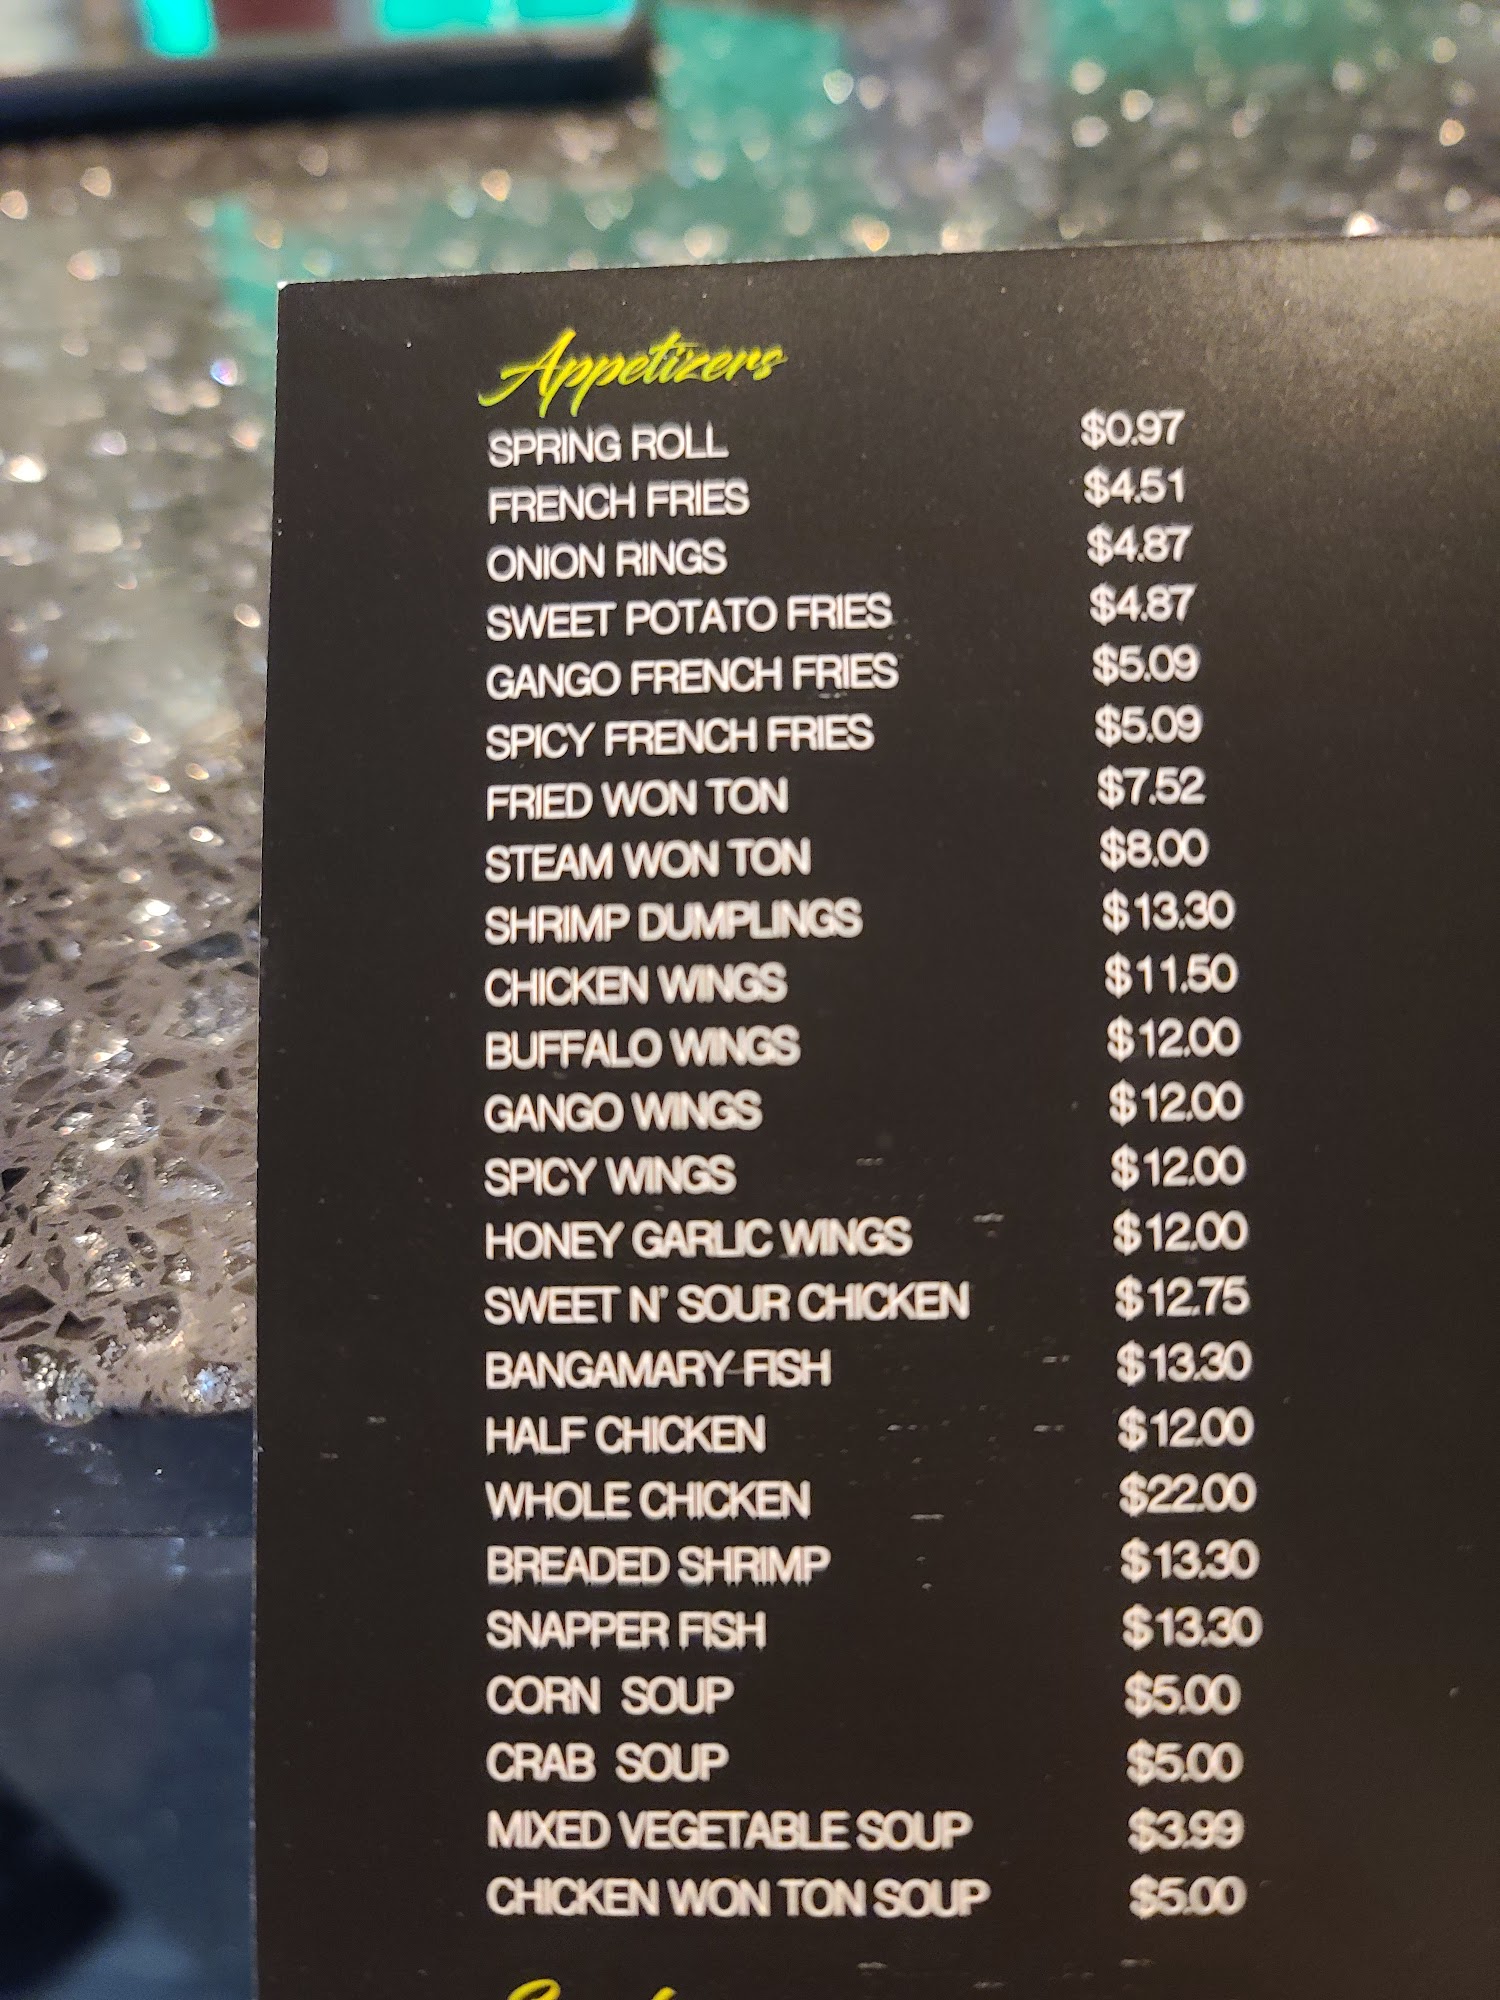 Appetizers
SPRING ROLL $0.97
FRENCH FRIES $4.51
ONION RINGS $4.87
SWEET POTATO FRIES $4.87
GANGO FRENCH FRIES $5.09
SPICY FRENCH FRIES $5.09
FRIED WON TON $7.52
STEAM WON TON $8.00
SHRIMP DUMPLINGS $13.30
CHICKEN WINGS $11.50
BUFFALO WINGS $12.00
GANGO WINGS $12.00
SPICY WINGS $12.00
HONEY GARLIC WINGS $12.00
SWEET N' SOUR CHICKEN $12.75
BANGAMARY FISH $13.30
HALF CHICKEN $12.00
WHOLE CHICKEN $22.00
BREADED SHRIMP $13.30
SNAPPER FISH $13.30
CORN SOUP $5.00
CRAB SOUP $5.00
MIXED VEGETABLE SOUP $3.99
CHICKEN WON TON SOUP $5.00